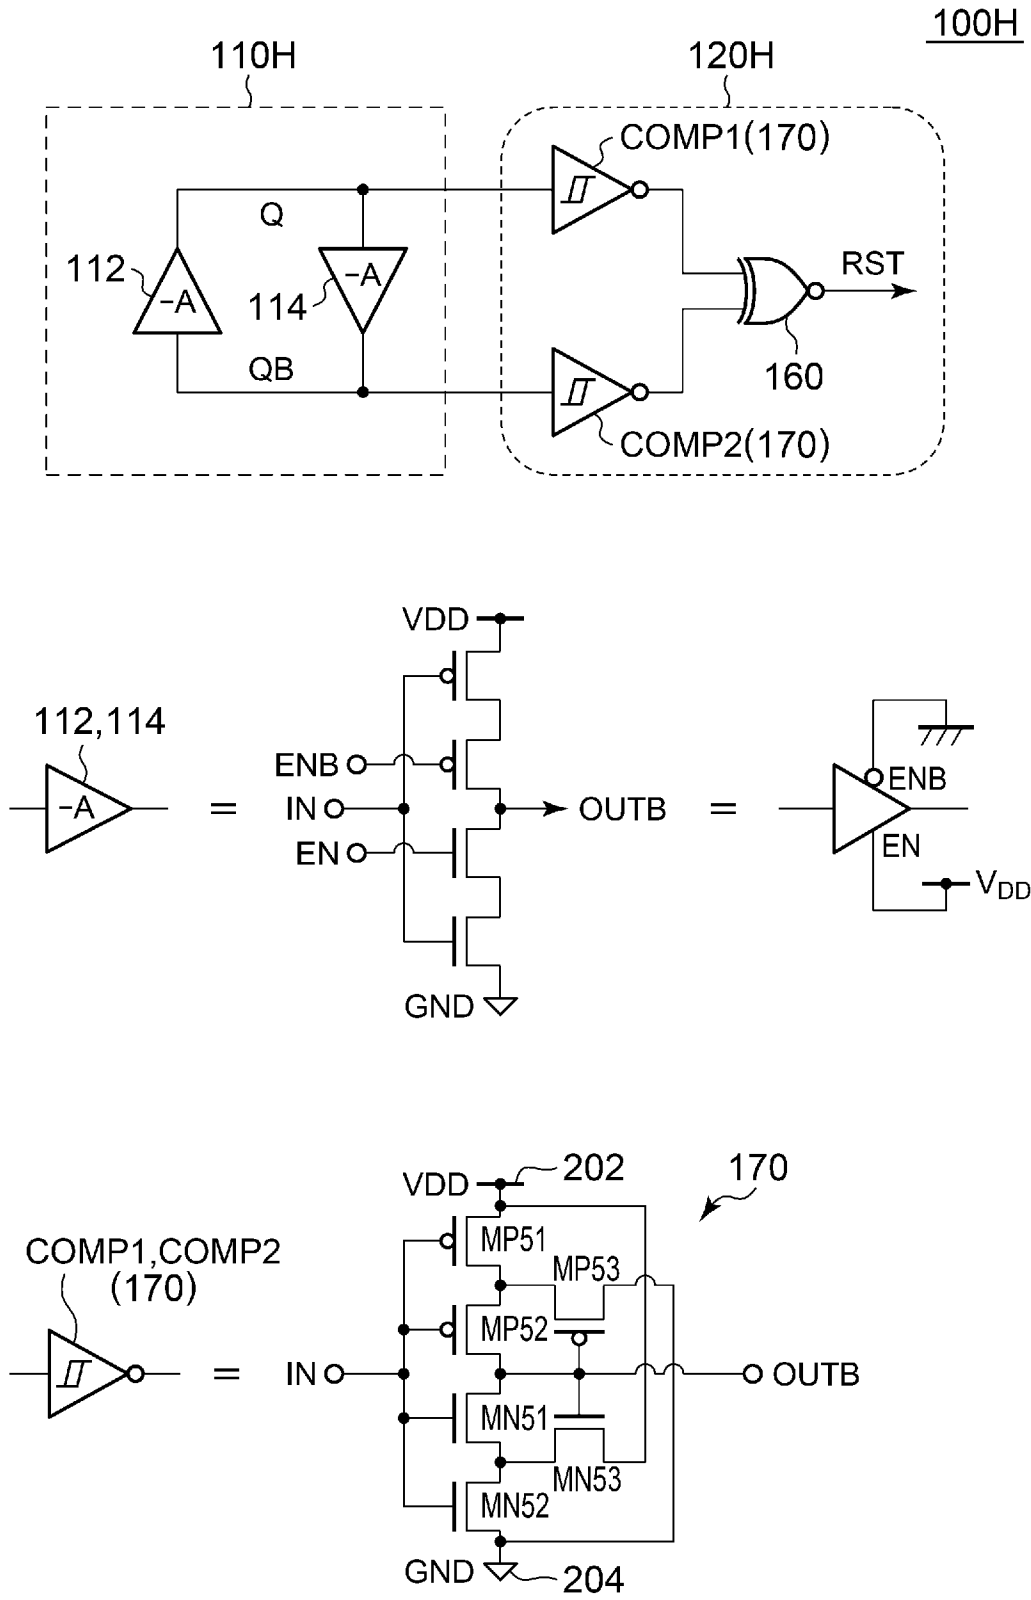 100H
110H
120H
COMP1(170)
Q
112
-A
114
-A
RST
QB
160
COMP2(170)
VDD
112,114
-A
=
ENB
IN
EN
OUTB
=
ENB
EN
VDD
GND
VDD
202
170
COMP1,COMP2
(170)
MP51
MP53
MP52
=
IN
OUTB
MN51
MN53
MN52
GND
204